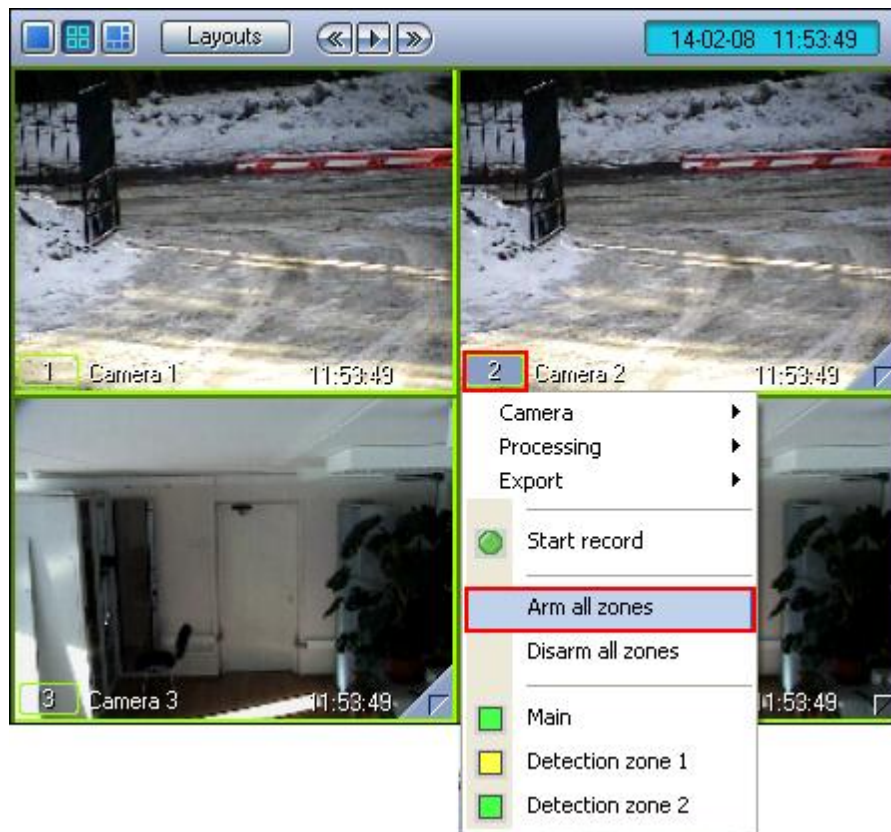 Layouts
14-02-08 11:53:49
1 Camera 1 11:53:49
2 Camera 2 11:53:49
Camera
Processing
Export
Start record
Arm all zones
Disarm all zones
3 Camera 3 11:53:49
11:53:49
Main
Detection zone 1
Detection zone 2